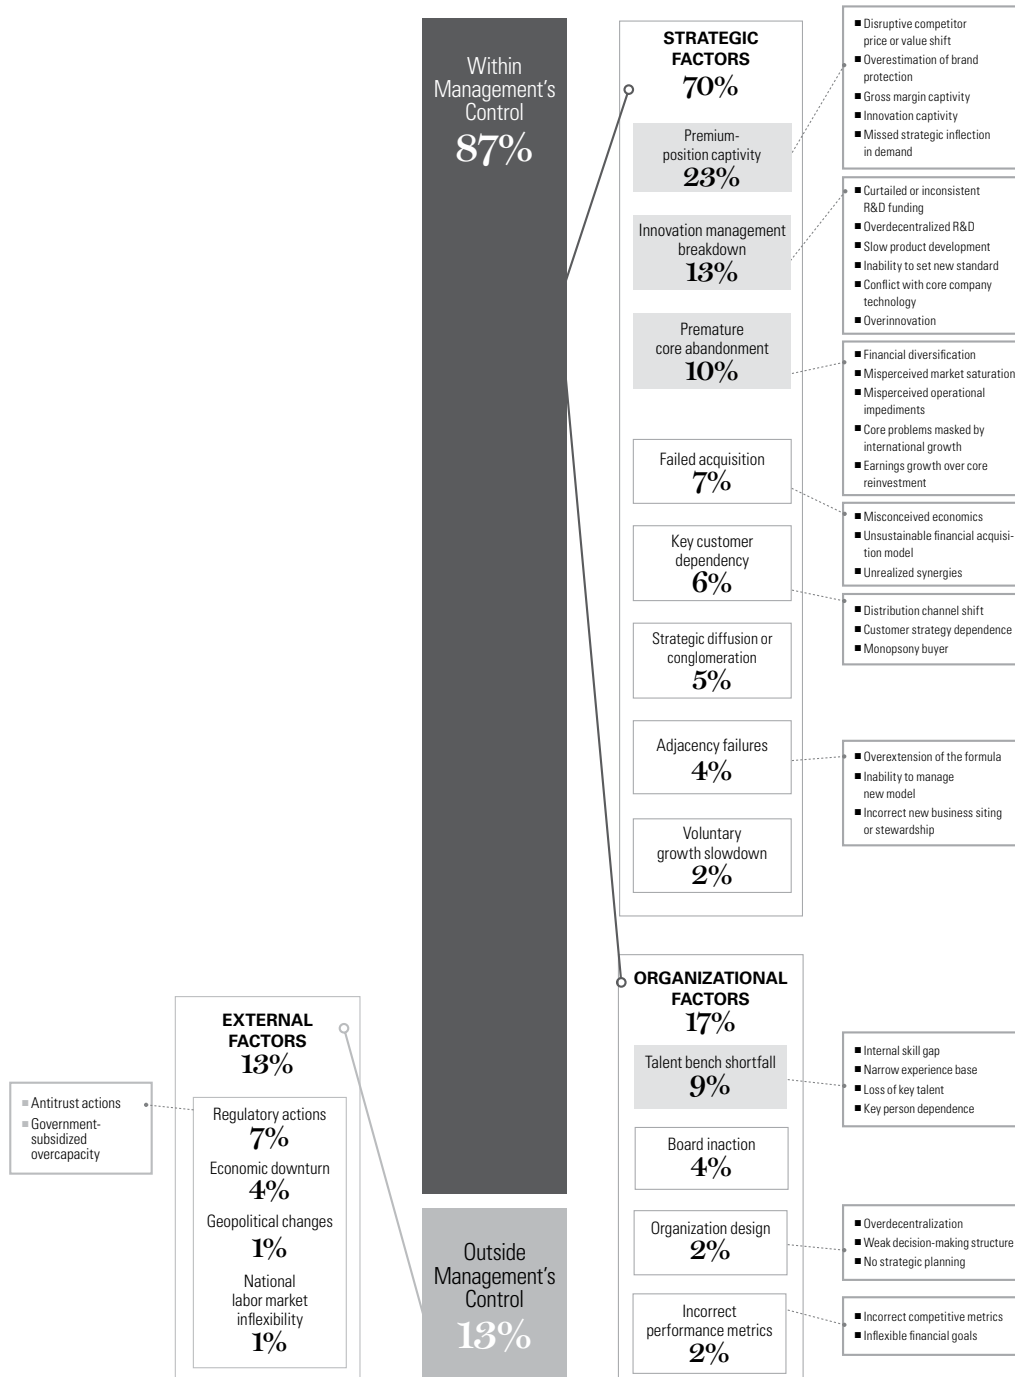 Within
Management's
Control
87%
STRATEGIC
FACTORS
70%
Premium-
position captivity
23%
■ Disruptive competitor
price or value shift
■ Overestimation of brand
protection
■ Gross margin captivity
■ Innovation captivity
■ Missed strategic inflection
in demand
Innovation management
breakdown
13%
■ Curtailed or inconsistent
R&D funding
■ Overdecentralized R&D
■ Slow product development
■ Inability to set new standard
■ Conflict with core company
technology
■ Overinnovation
Premature
core abandonment
10%
■ Financial diversification
■ Misperceived market saturation
■ Misperceived operational
impediments
■ Core problems masked by
international growth
■ Earnings growth over core
reinvestment
Failed acquisition
7%
■ Misconceived economics
■ Unsustainable financial acquisi-
tion model
■ Unrealized synergies
Key customer
dependency
6%
■ Distribution channel shift
■ Customer strategy dependence
■ Monopsony buyer
Strategic diffusion or
conglomeration
5%
Adjacency failures
4%
■ Overextension of the formula
■ Inability to manage
new model
■ Incorrect new business siting
or stewardship
Voluntary
growth slowdown
2%
ORGANIZATIONAL
FACTORS
17%
Talent bench shortfall
9%
■ Internal skill gap
■ Narrow experience base
■ Loss of key talent
■ Key person dependence
Board inaction
4%
Organization design
2%
■ Overdecentralization
■ Weak decision-making structure
■ No strategic planning
Incorrect
performance metrics
2%
■ Incorrect competitive metrics
■ Inflexible financial goals
Outside
Management's
Control
13%
EXTERNAL
FACTORS
13%
Regulatory actions
7%
■ Antitrust actions
■ Government-
subsidized
overcapacity
Economic downturn
4%
Geopolitical changes
1%
National
labor market
inflexibility
1%